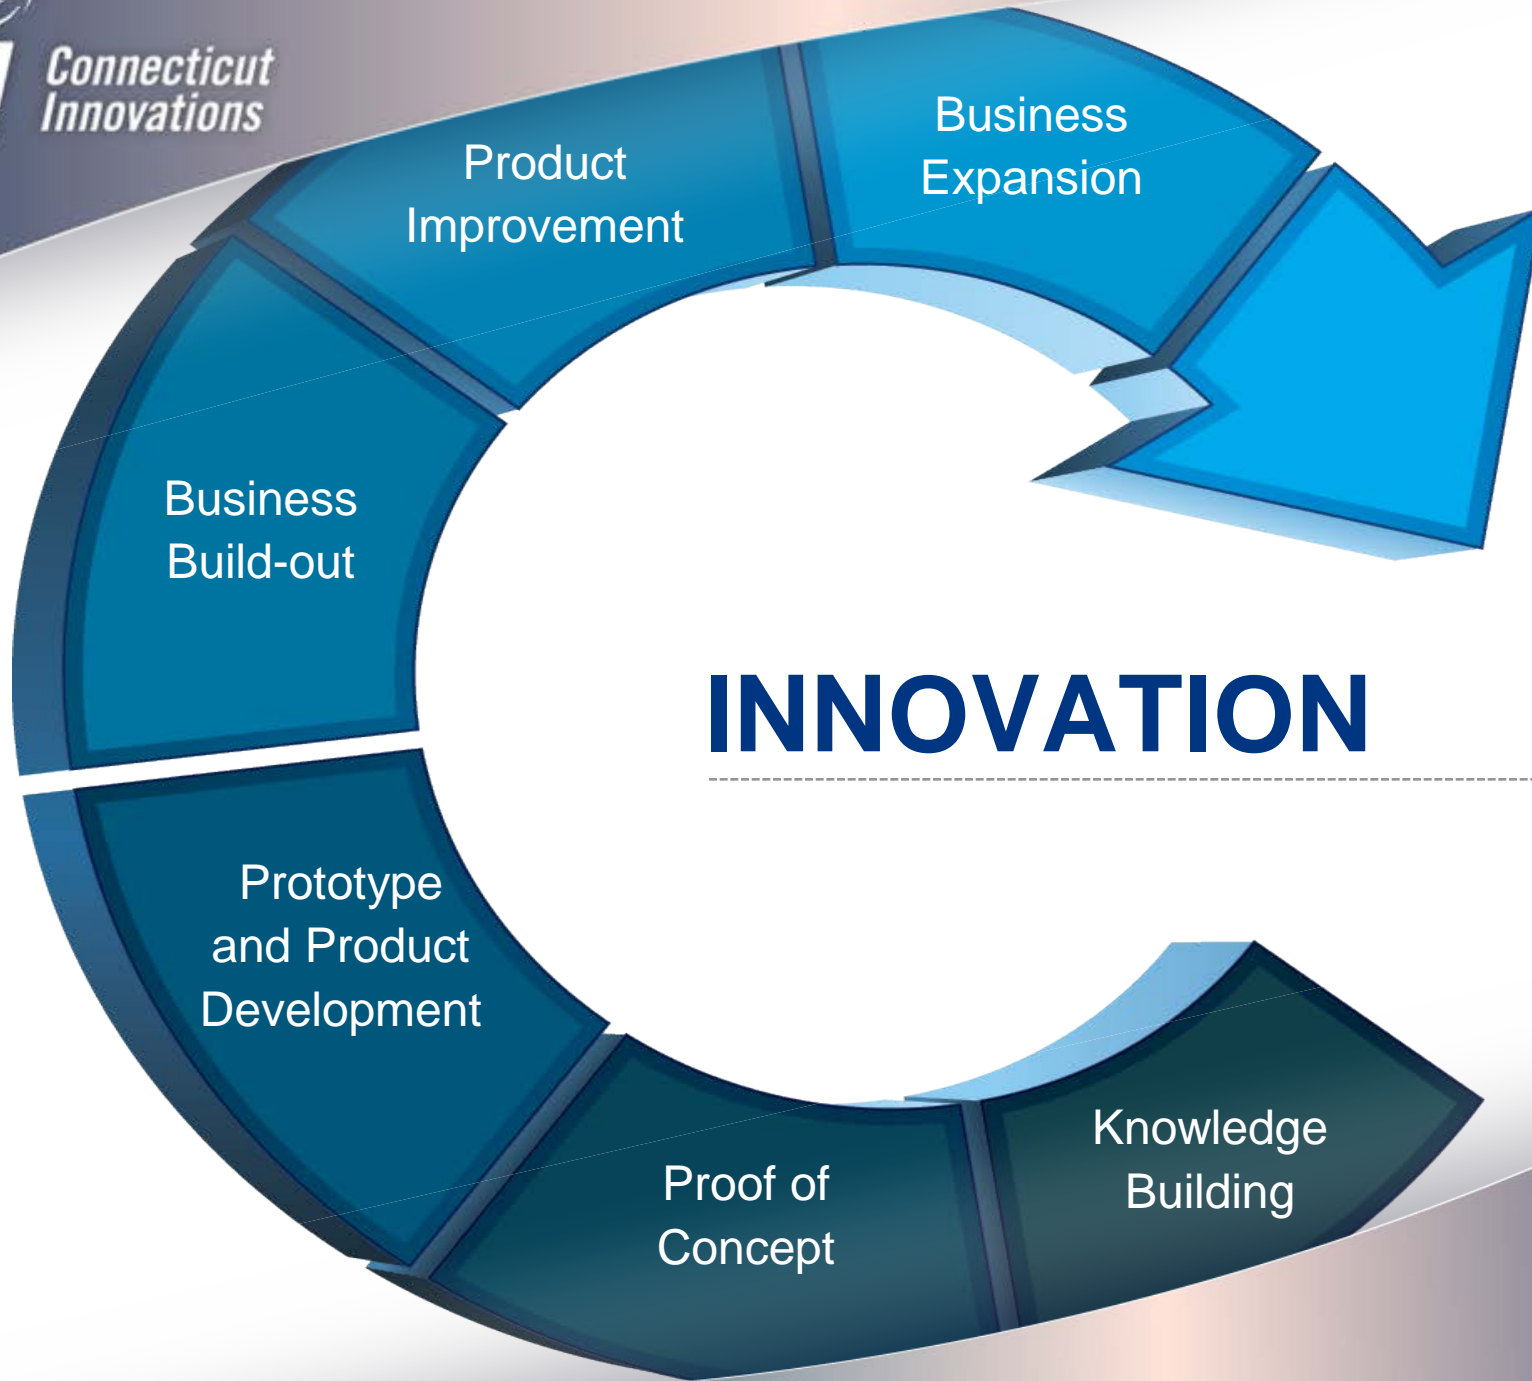 Connecticut
Innovations
Business
Expansion
Product
Improvement
Business
Build-out
INNOVATION
Prototype
and Product
Development
Knowledge
Building
Proof of
Concept